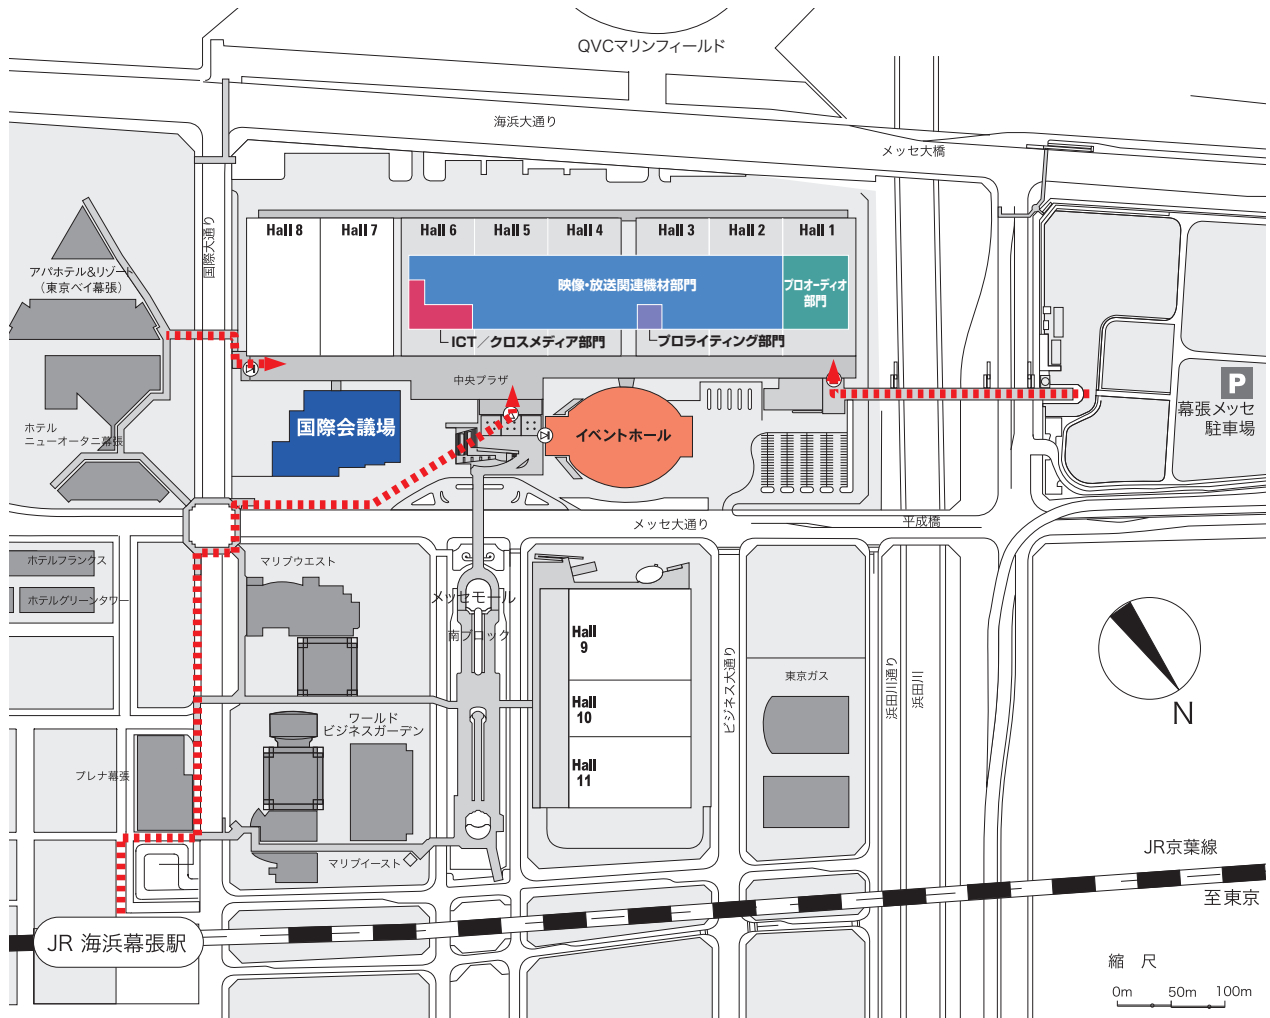 QVCマリンフィールド
海浜大通り
メッセ大橋
国際大通り
Hall 8
Hall 7
Hall 6
Hall 5
Hall 4
Hall 3
Hall 2
Hall 1
アパホテル&リゾート
(東京ベイ幕張)
映像・放送関連機材部門
プロオーディオ
部門
ICT/クロスメディア部門
プロライティング部門
中央プラザ
P
幕張メッセ
駐車場
国際会議場
イベントホール
ホテル
ニューオータニ幕張
メッセ大通り
平成橋
ホテルフランクス
マリブウエスト
ホテルグリーンタワー
メッセモール
南ブロック
Hall
9
Hall
10
Hall
11
ビジネス大通り
東京ガス
浜田川通り
浜田川
N
ワールド
ビジネスガーデン
プレナ幕張
マリブイースト
JR京葉線
至東京
JR 海浜幕張駅
縮 尺
0m
50m
100m